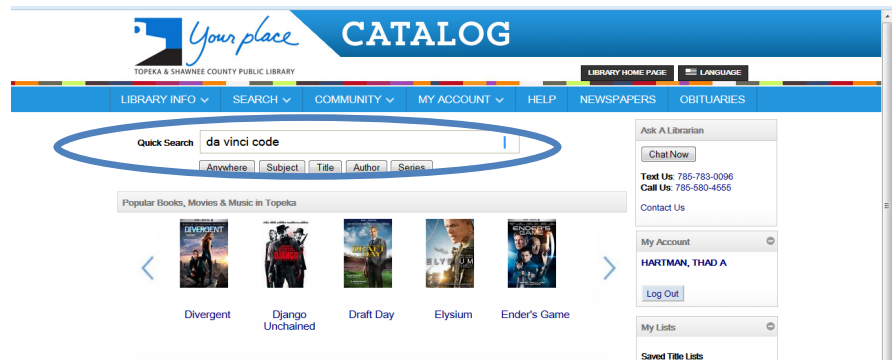 Your place
CATALOG
TOPEKA & SHAWNEE COUNTY PUBLIC LIBRARY
LIBRARY HOME PAGE LANGUAGE
LIBRARY INFO SEARCH COMMUNITY MY ACCOUNT HELP NEWSPAPERS OBITUARIES
Quick Search da vinci code
Anywhere Subject Title Author Series
Popular Books, Movies & Music in Topeka
DIVERGENT
DJANGO
DRAFT DAY
ELYSIUM
ENDER'S GAME
Divergent
Django Unchained
Draft Day
Elysium
Ender's Game
Ask A Librarian
Chat Now
Text Us: 785-783-0096
Call Us: 785-580-4555
Contact Us
My Account
HARTMAN, THAD A
Log Out
My Lists
Saved Title Lists